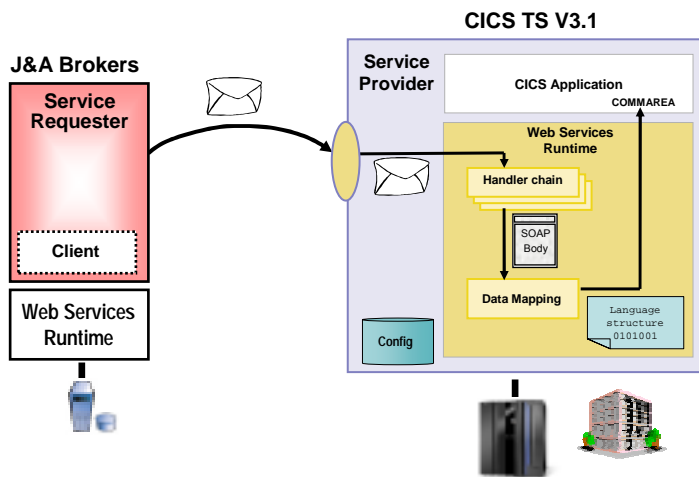 CICS TS V3.1
J&A Brokers
Service
Requester
Client
Web Services
Runtime
Service
Provider
CICS Application
COMMAREA
Web Services
Runtime
Handler chain
SOAP
Body
Data Mapping
Language
structure
0101001
Config